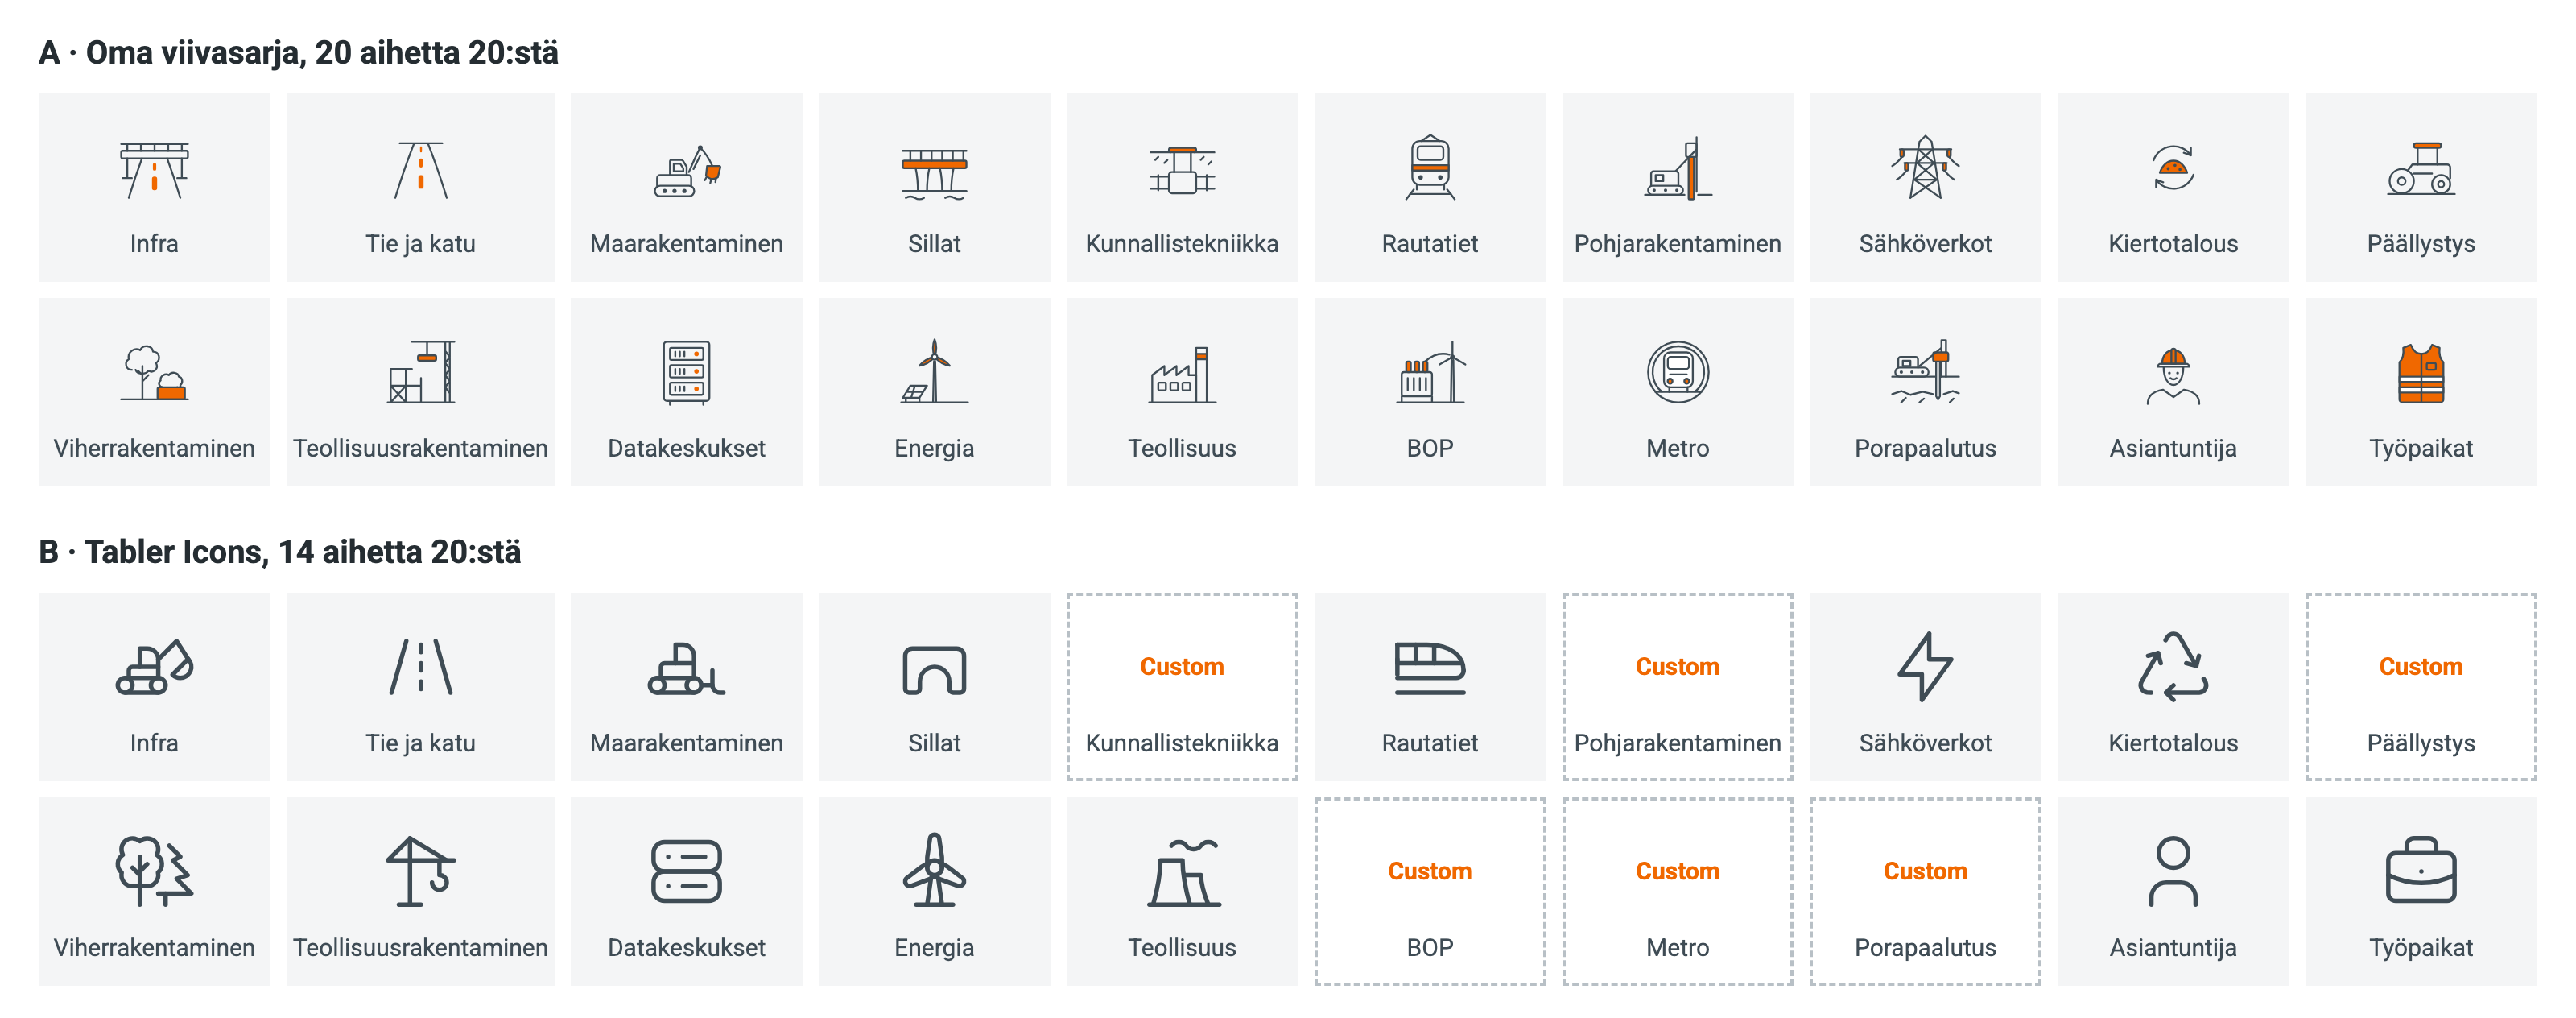 A · Oma viivasarja, 20 aihetta 20:stä
Infra
Tie ja katu
Maarakentaminen
Sillat
Kunnallistekniikka
Rautatiet
Pohjarakentaminen
Sähköverkot
Kiertotalous
Päällystys
Viherrakentaminen
Teollisuusrakentaminen
Datakeskukset
Energia
Teollisuus
BOP
Metro
Porapaalutus
Asiantuntija
Työpaikat
B · Tabler Icons, 14 aihetta 20:stä
Infra
Tie ja katu
Maarakentaminen
Sillat
Custom
Kunnallistekniikka
Rautatiet
Custom
Pohjarakentaminen
Sähköverkot
Kiertotalous
Custom
Päällystys
Viherrakentaminen
Teollisuusrakentaminen
Datakeskukset
Energia
Teollisuus
Custom
BOP
Custom
Metro
Custom
Porapaalutus
Asiantuntija
Työpaikat